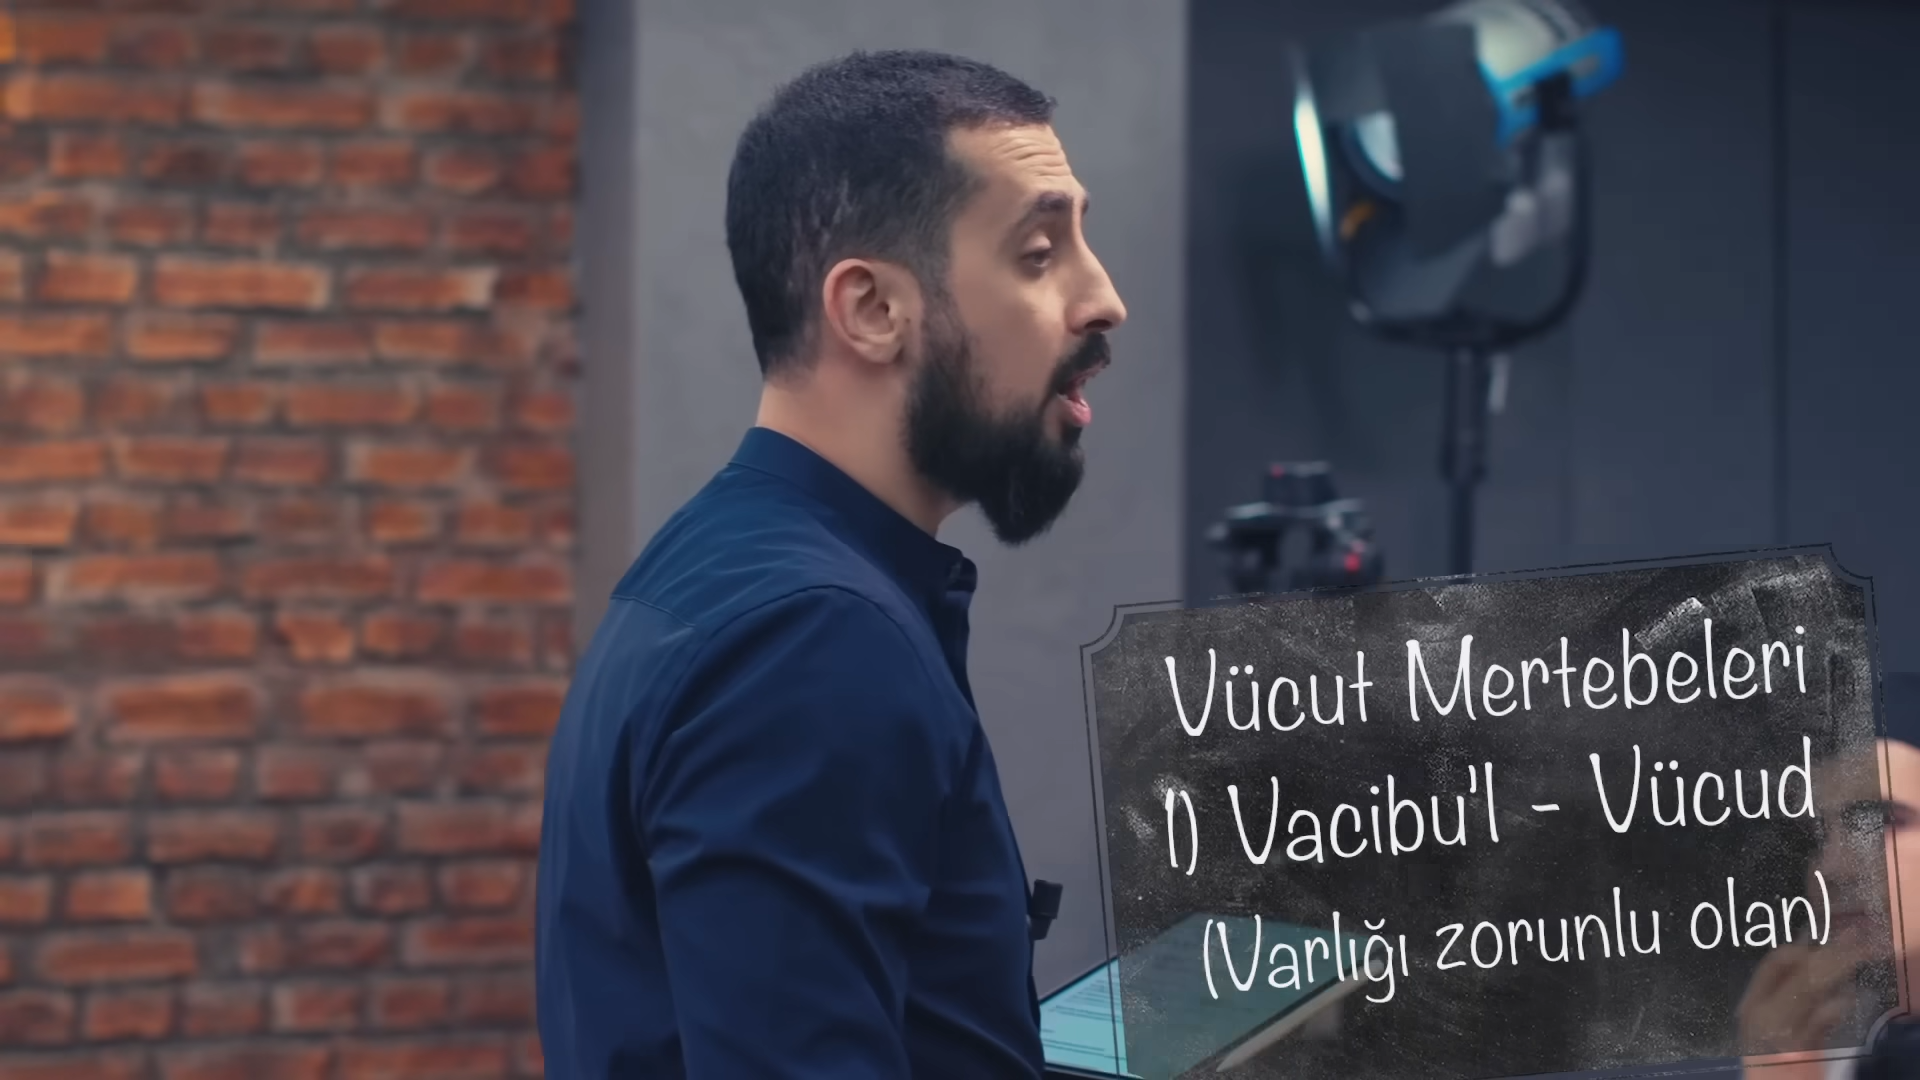 Vücut Mertebeleri
1) Vacibu'l - Vücud
(Varlığı zorunlu olan)